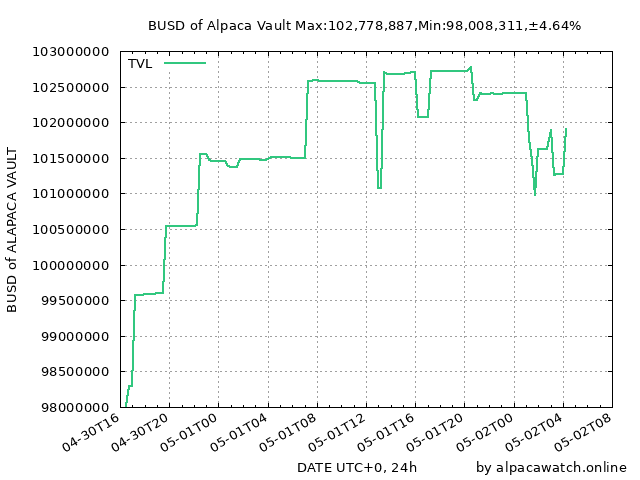 BUSD of Alpaca Vault Max:102,778,887,Min:98,008,311,±4.64%
TVL
103000000
102500000
102000000
101500000
101000000
100500000
100000000
99500000
99000000
98500000
98000000
BUSD of ALAPACA VAULT
04-30T16
04-30T20
05-01T00
05-01T04
05-01T08
05-01T12
05-01T16
05-01T20
05-02T00
05-02T04
05-02T08
DATE UTC+0, 24h
by alpacawatch.online